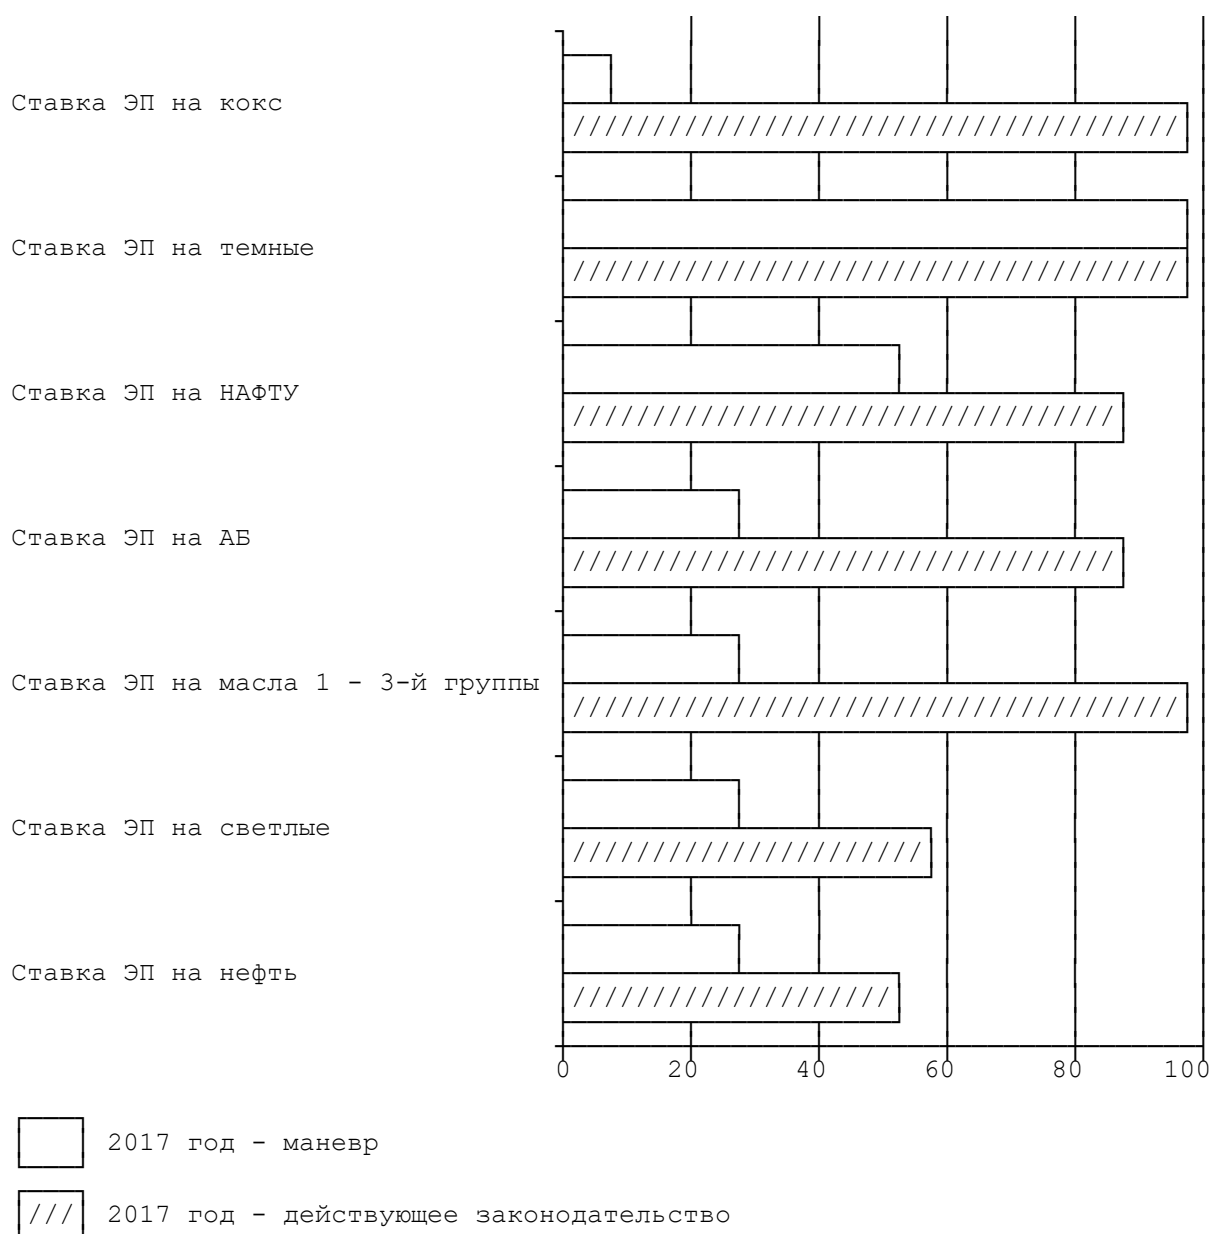 Ставка ЭП на кокс
Ставка ЭП на темные
Ставка ЭП на НАФТУ
Ставка ЭП на АБ
Ставка ЭП на масла 1 - 3-й группы
Ставка ЭП на светлые
Ставка ЭП на нефть
0 20 40 60 80 100
2017 год - маневр
/// 2017 год - действующее законодательство